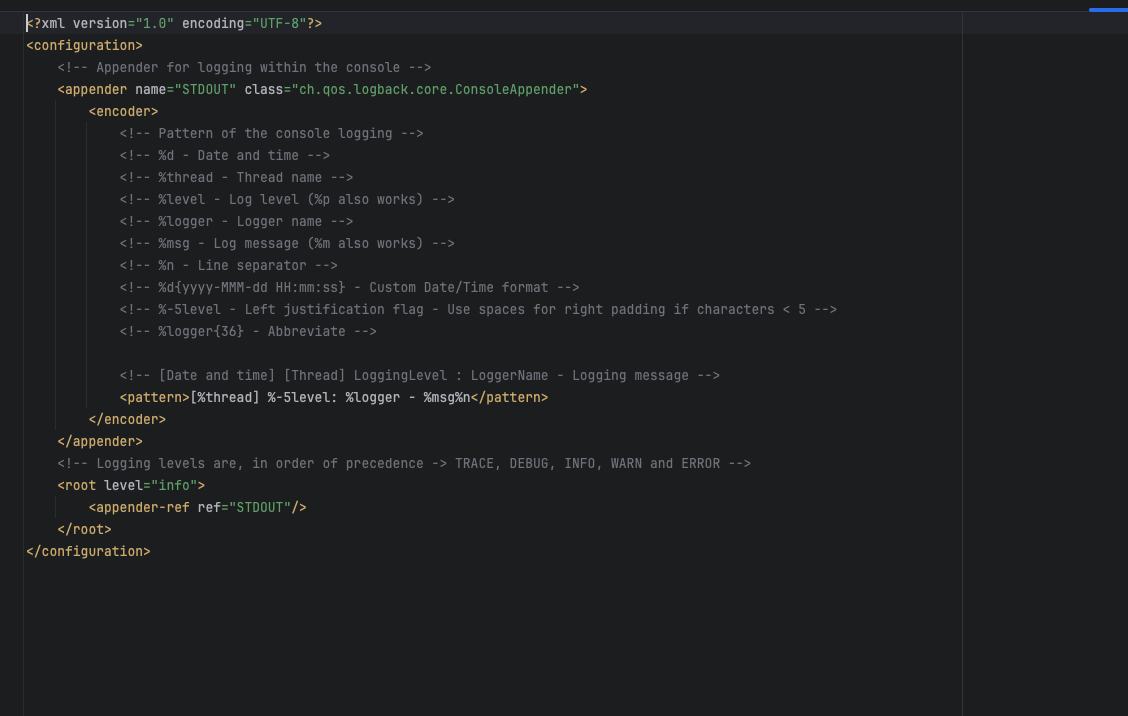 <?xml version="1.0" encoding="UTF-8"?>
<configuration>
    <!-- Appender for logging within the console -->
    <appender name="STDOUT" class="ch.qos.logback.core.ConsoleAppender">
        <encoder>
            <!-- Pattern of the console logging -->
            <!-- %d - Date and time -->
            <!-- %thread - Thread name -->
            <!-- %level - Log level (%p also works) -->
            <!-- %logger - Logger name -->
            <!-- %msg - Log message (%m also works) -->
            <!-- %n - Line separator -->
            <!-- %d{yyyy-MMM-dd HH:mm:ss} - Custom Date/Time format -->
            <!-- %-5level - Left justification flag - Use spaces for right padding if characters < 5 -->
            <!-- %logger{36} - Abbreviate -->

            <!-- [Date and time] [Thread] LoggingLevel : LoggerName - Logging message -->
            <pattern>[%thread] %-5level: %logger - %msg%n</pattern>
        </encoder>
    </appender>
    <!-- Logging levels are, in order of precedence -> TRACE, DEBUG, INFO, WARN and ERROR -->
    <root level="info">
        <appender-ref ref="STDOUT"/>
    </root>
</configuration>